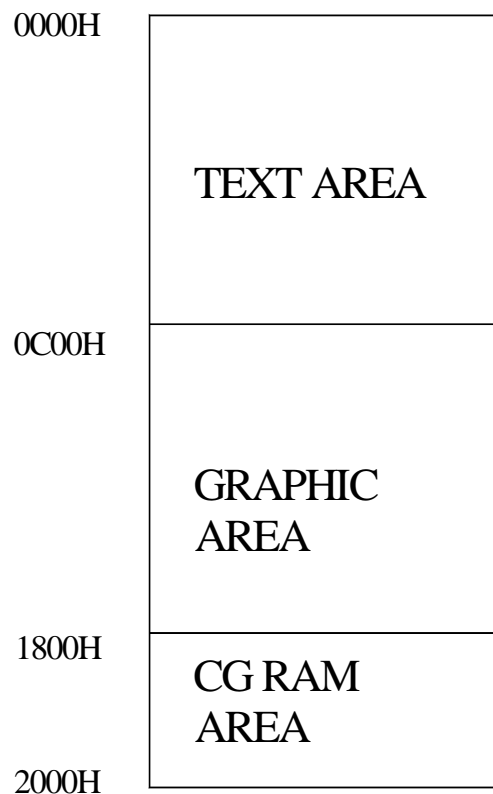 0000H
TEXT AREA
0C00H
GRAPHIC
AREA
1800H
CG RAM
AREA
2000H